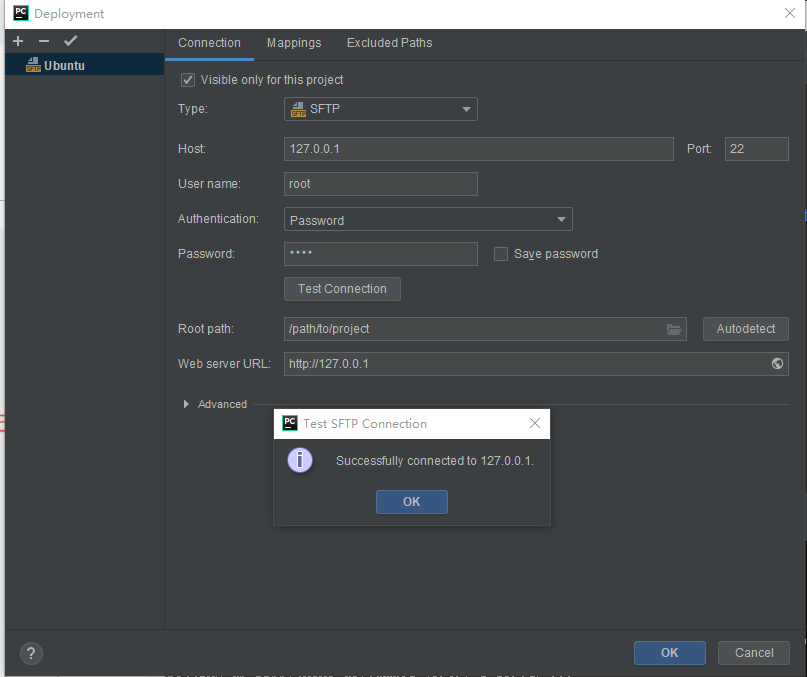 PC Deployment
Connection Mappings Excluded Paths
SFTP Ubuntu
Visible only for this project
Type: SFTP SFTP
Host: 127.0.0.1 Port: 22
User name: root
Authentication: Password
Password: •••• Save password
Test Connection
Root path: /path/to/project Autodetect
Web server URL: http://127.0.0.1
Advanced
PC Test SFTP Connection
i Successfully connected to 127.0.0.1.
OK
? OK Cancel